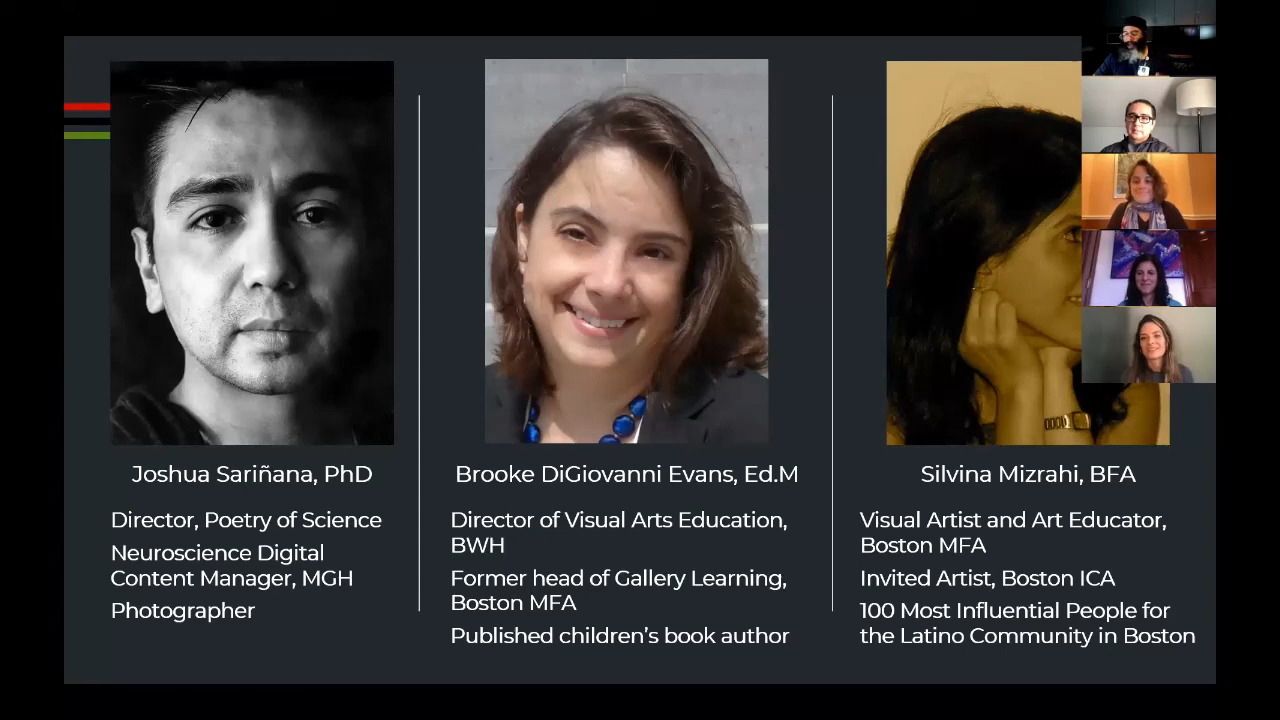 Joshua Sariñana, PhD
Director, Poetry of Science
Neuroscience Digital
Content Manager, MGH
Photographer
Brooke DiGiovanni Evans, Ed.M
Director of Visual Arts Education,
BWH
Former head of Gallery Learning,
Boston MFA
Published children's book author
Silvina Mizrahi, BFA
Visual Artist and Art Educator,
Boston MFA
Invited Artist, Boston ICA
100 Most Influential People for
the Latino Community in Boston